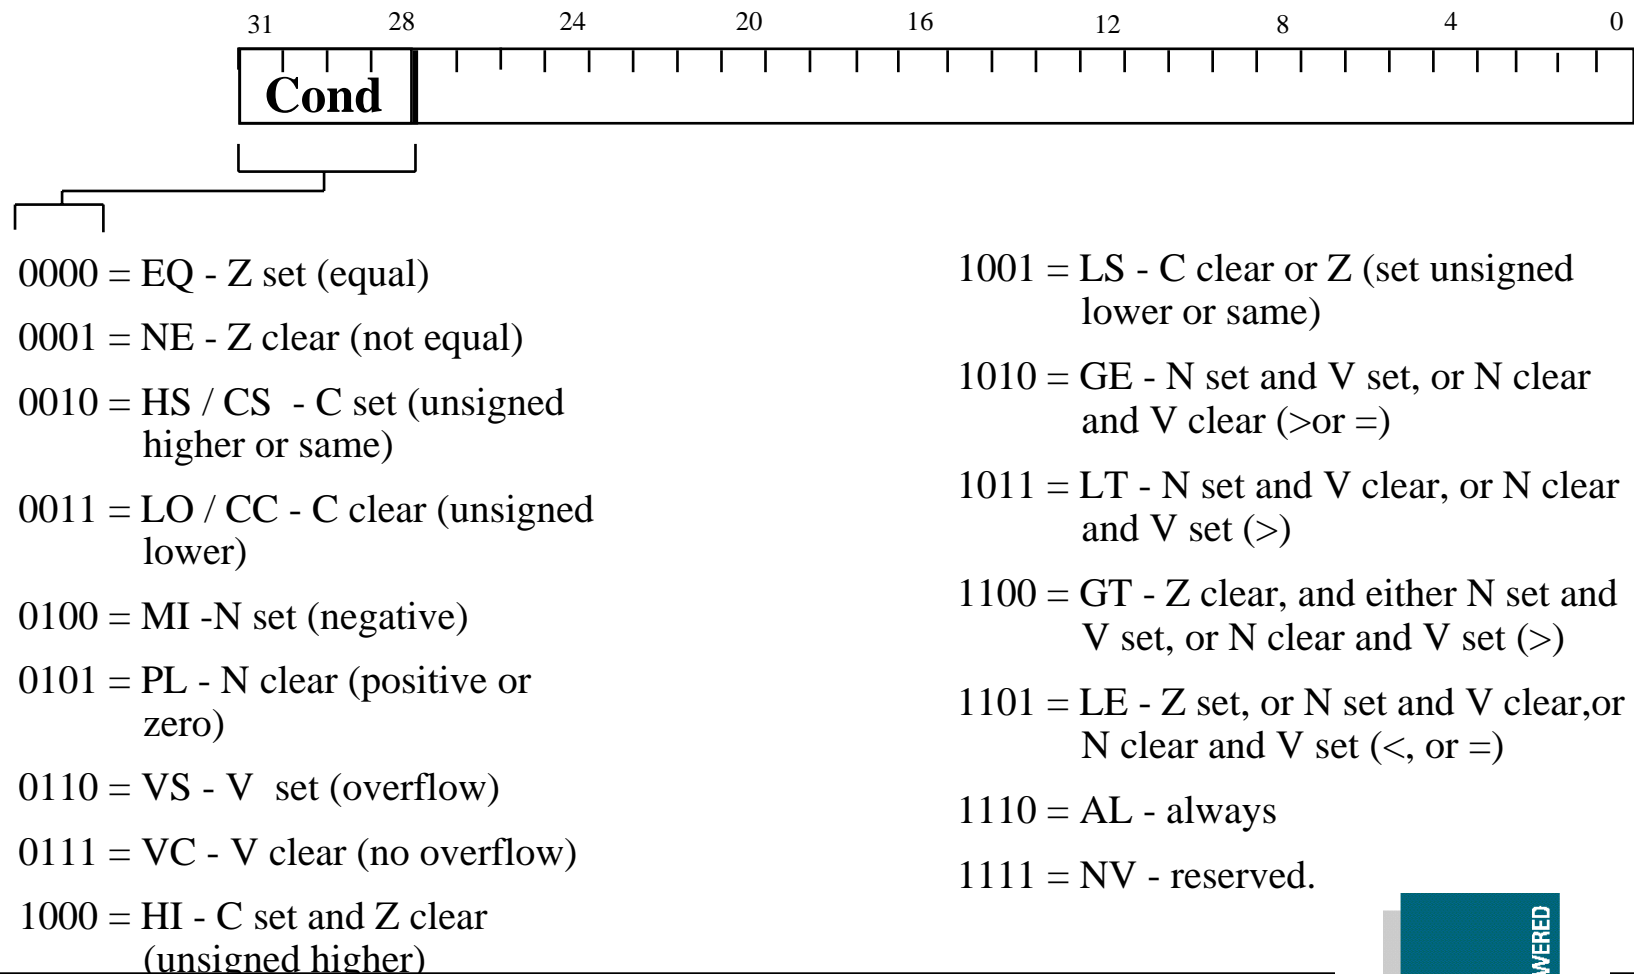 31 28 24 20 16 12 8 4 0
Cond
0000 = EQ - Z set (equal)
0001 = NE - Z clear (not equal)
0010 = HS / CS - C set (unsigned
higher or same)
0011 = LO / CC - C clear (unsigned
lower)
0100 = MI -N set (negative)
0101 = PL - N clear (positive or
zero)
0110 = VS - V set (overflow)
0111 = VC - V clear (no overflow)
1000 = HI - C set and Z clear
(unsigned higher)
1001 = LS - C clear or Z (set unsigned
lower or same)
1010 = GE - N set and V set, or N clear
and V clear (>or =)
1011 = LT - N set and V clear, or N clear
and V set (>)
1100 = GT - Z clear, and either N set and
V set, or N clear and V set (>)
1101 = LE - Z set, or N set and V clear,or
N clear and V set (<, or =)
1110 = AL - always
1111 = NV - reserved.
WERED